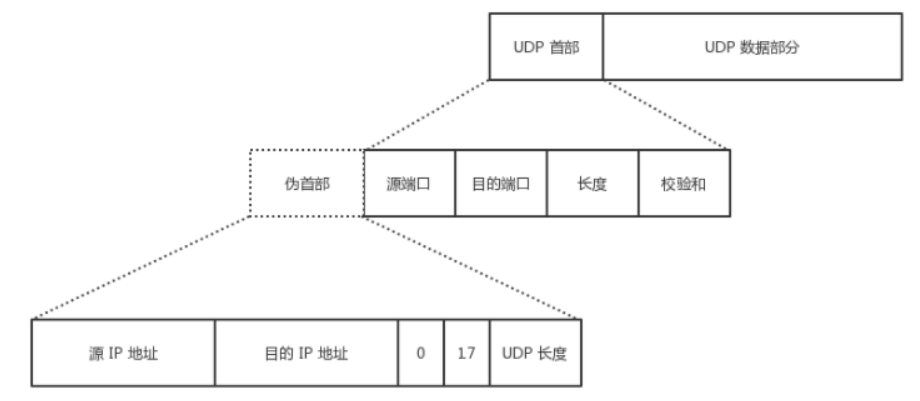 UDP 首部
UDP 数据部分
伪首部
源端口
目的端口
长度
校验和
源 IP 地址
目的 IP 地址
0
17
UDP 长度